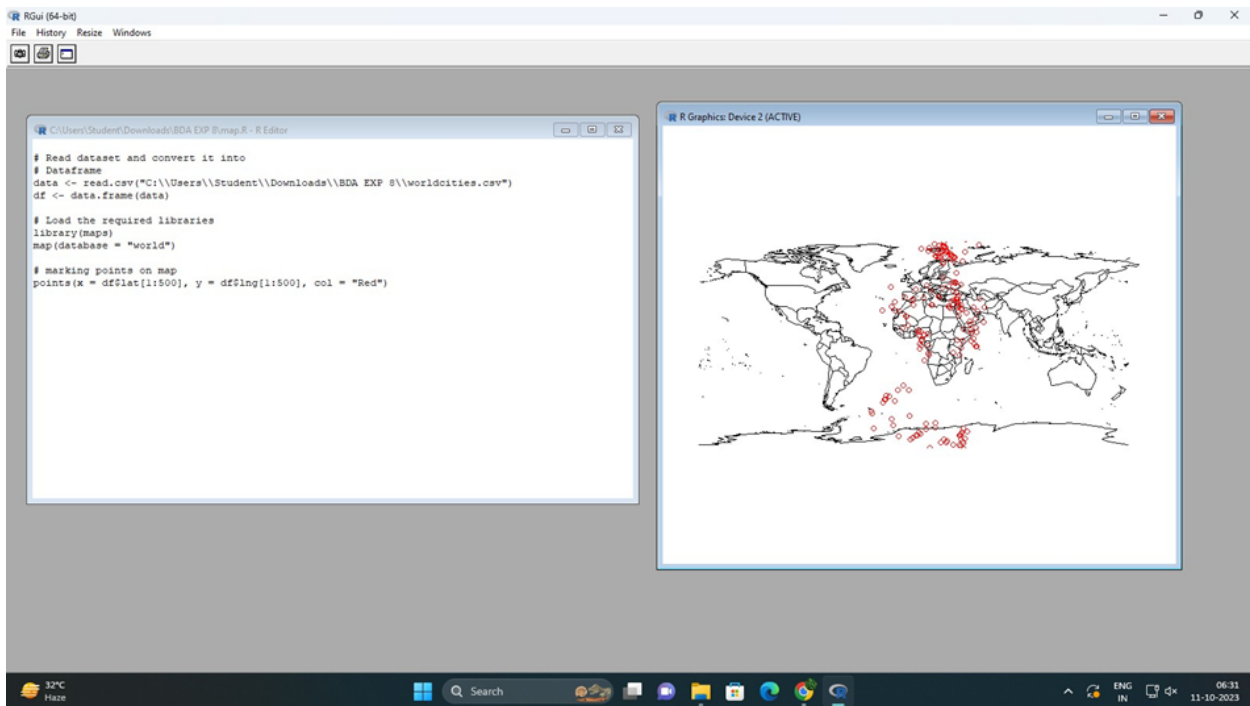 RGui (64-bit)
File History Resize Windows
C:\Users\Student\Downloads\BDA EXP 8\map.R - R Editor
# Read dataset and convert it into
# Dataframe
data <- read.csv("C:\\Users\\Student\\Downloads\\BDA EXP 8\\worldcities.csv")
df <- data.frame(data)
# Load the required libraries
library(maps)
map(database = "world")
# marking points on map
points(x = df$lat[1:500], y = df$lng[1:500], col = "Red")
R Graphics: Device 2 (ACTIVE)
32°C
Haze
Search
ENG
IN
06:31
11-10-2023